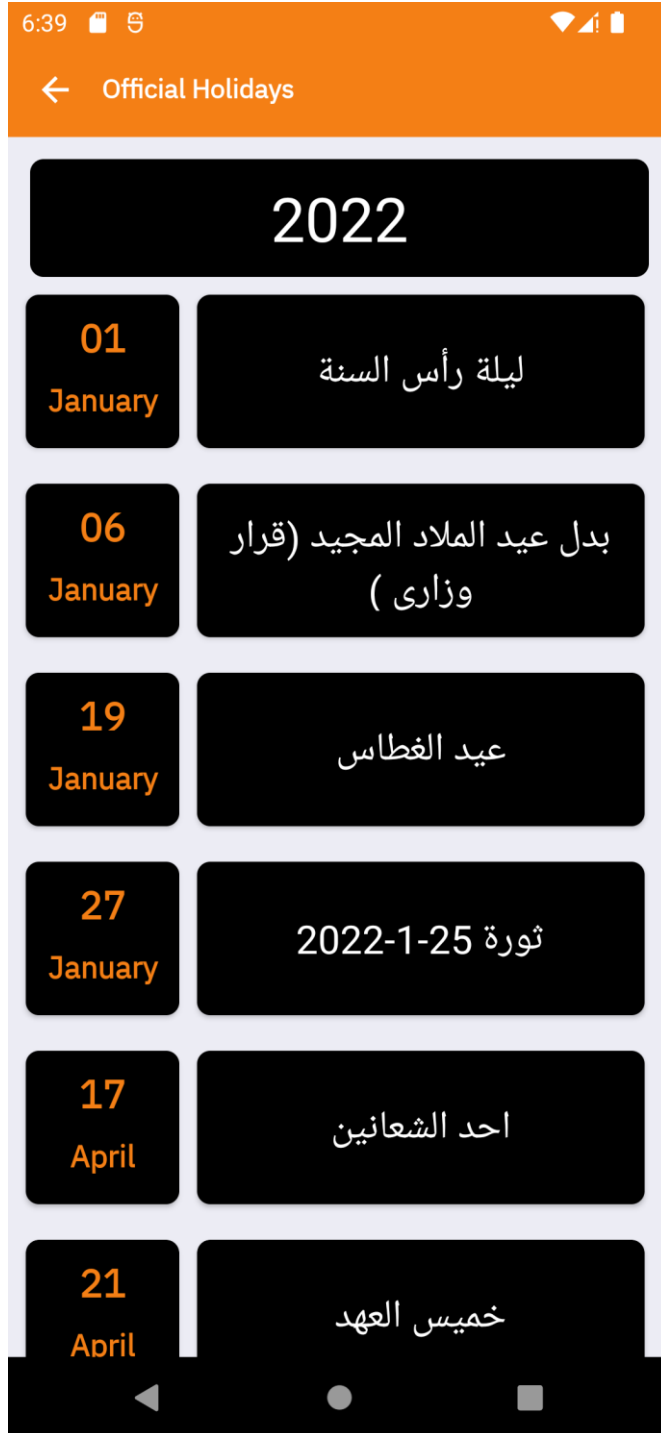 6:39
Official Holidays
2022
01
January
ليلة رأس السنة
06
January
بدل عيد الملاد المجيد (قرار
وزارى )
19
January
عيد الغطاس
27
January
ثورة 25-1-2022
17
April
احد الشعانين
21
April
خميس العهد